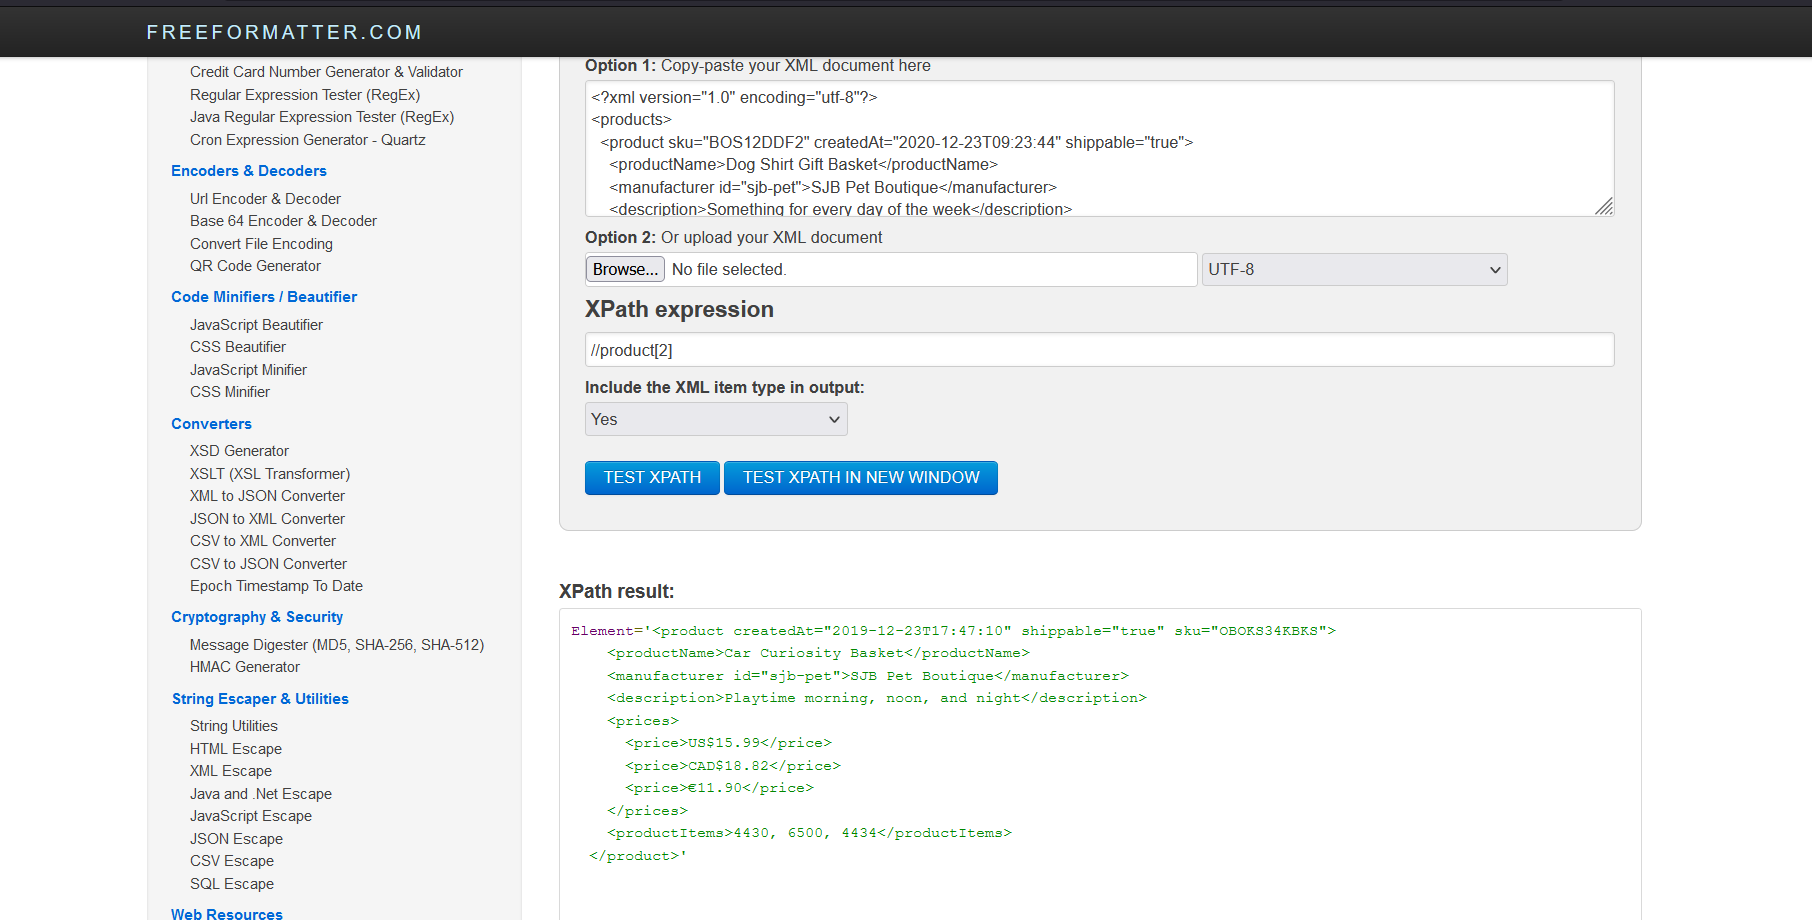 FREEFORMATTER.COM
Credit Card Number Generator & Validator
Regular Expression Tester (RegEx)
Java Regular Expression Tester (RegEx)
Cron Expression Generator - Quartz
Encoders & Decoders
Url Encoder & Decoder
Base 64 Encoder & Decoder
Convert File Encoding
QR Code Generator
Code Minifiers / Beautifier
JavaScript Beautifier
CSS Beautifier
JavaScript Minifier
CSS Minifier
Converters
XSD Generator
XSLT (XSL Transformer)
XML to JSON Converter
JSON to XML Converter
CSV to XML Converter
CSV to JSON Converter
Epoch Timestamp To Date
Cryptography & Security
Message Digester (MD5, SHA-256, SHA-512)
HMAC Generator
String Escaper & Utilities
String Utilities
HTML Escape
XML Escape
Java and .Net Escape
JavaScript Escape
JSON Escape
CSV Escape
SQL Escape
Web Resources
Option 1: Copy-paste your XML document here
<?xml version="1.0" encoding="utf-8"?>
<products>
<product sku="BOS12DDF2" createdAt="2020-12-23T09:23:44" shippable="true">
<productName>Dog Shirt Gift Basket</productName>
<manufacturer id="sjb-pet">SJB Pet Boutique</manufacturer>
<description>Something for every day of the week</description>
Option 2: Or upload your XML document
Browse... No file selected. UTF-8
XPath expression
//product[2]
Include the XML item type in output:
Yes
TEST XPATH TEST XPATH IN NEW WINDOW
XPath result:
Element='<product createdAt="2019-12-23T17:47:10" shippable="true" sku="OBOKS34KBKS">
<productName>Car Curiosity Basket</productName>
<manufacturer id="sjb-pet">SJB Pet Boutique</manufacturer>
<description>Playtime morning, noon, and night</description>
<prices>
<price>US$15.99</price>
<price>CAD$18.82</price>
<price>€11.90</price>
</prices>
<productItems>4430, 6500, 4434</productItems>
</product>'